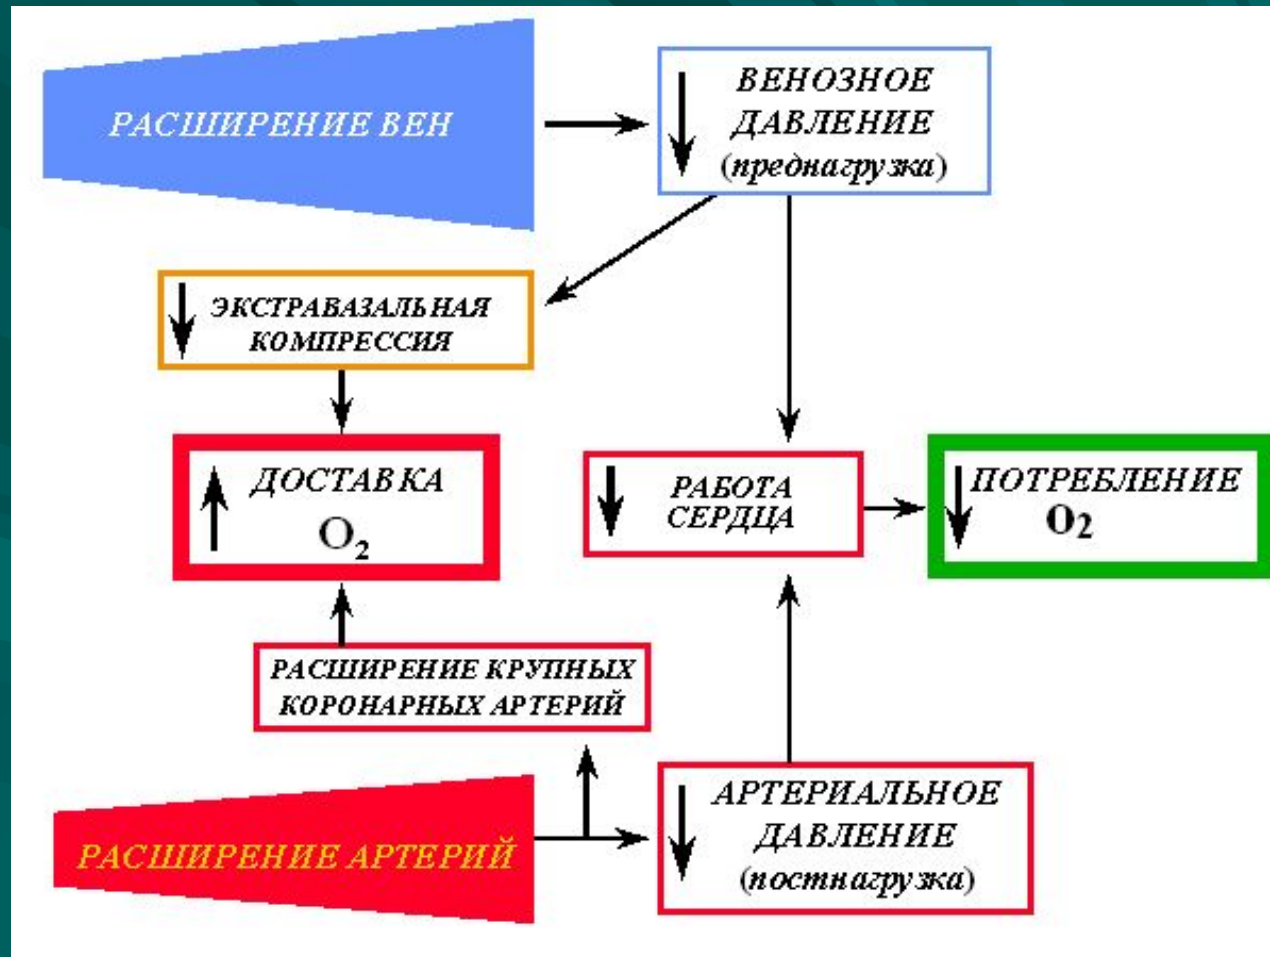 РАСШИРЕНИЕ ВЕН
ВЕНОЗНОЕ
ДАВЛЕНИЕ
(преднагрузка)
ЭКСТРАВАЗАЛЬНАЯ
КОМПРЕССИЯ
ДОСТАВКА
O₂
РАБОТА
СЕРДЦА
ПОТРЕБЛЕНИЕ
O₂
РАСШИРЕНИЕ КРУПНЫХ
КОРОНАРНЫХ АРТЕРИЙ
РАСШИРЕНИЕ АРТЕРИЙ
АРТЕРИАЛЬНОЕ
ДАВЛЕНИЕ
(постнагрузка)